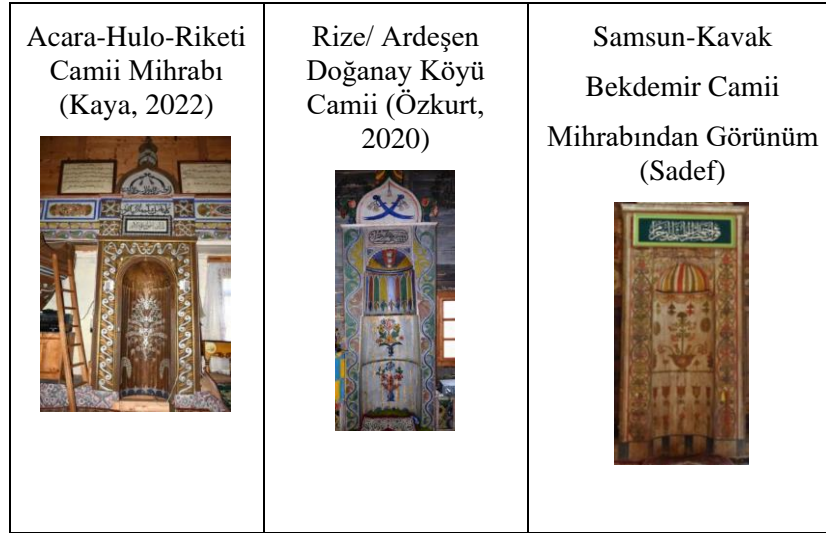 Acara-Hulo-Riketi
Camii Mihrabı
(Kaya, 2022)
Rize/ Ardeşen
Doğanay Köyü
Camii (Özkurt,
2020)
Samsun-Kavak
Bekdemir Camii
Mihrabından Görünüm
(Sadef)